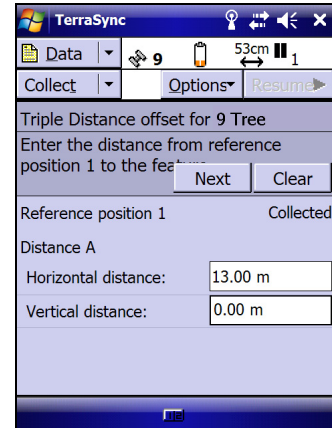 TerraSync
Data 9 53cm 1
Collect Options Resume
Triple Distance offset for 9 Tree
Enter the distance from reference
position 1 to the
Next Clear
Reference position 1 Collected
Distance A
Horizontal distance: 13.00 m
Vertical distance: 0.00 m